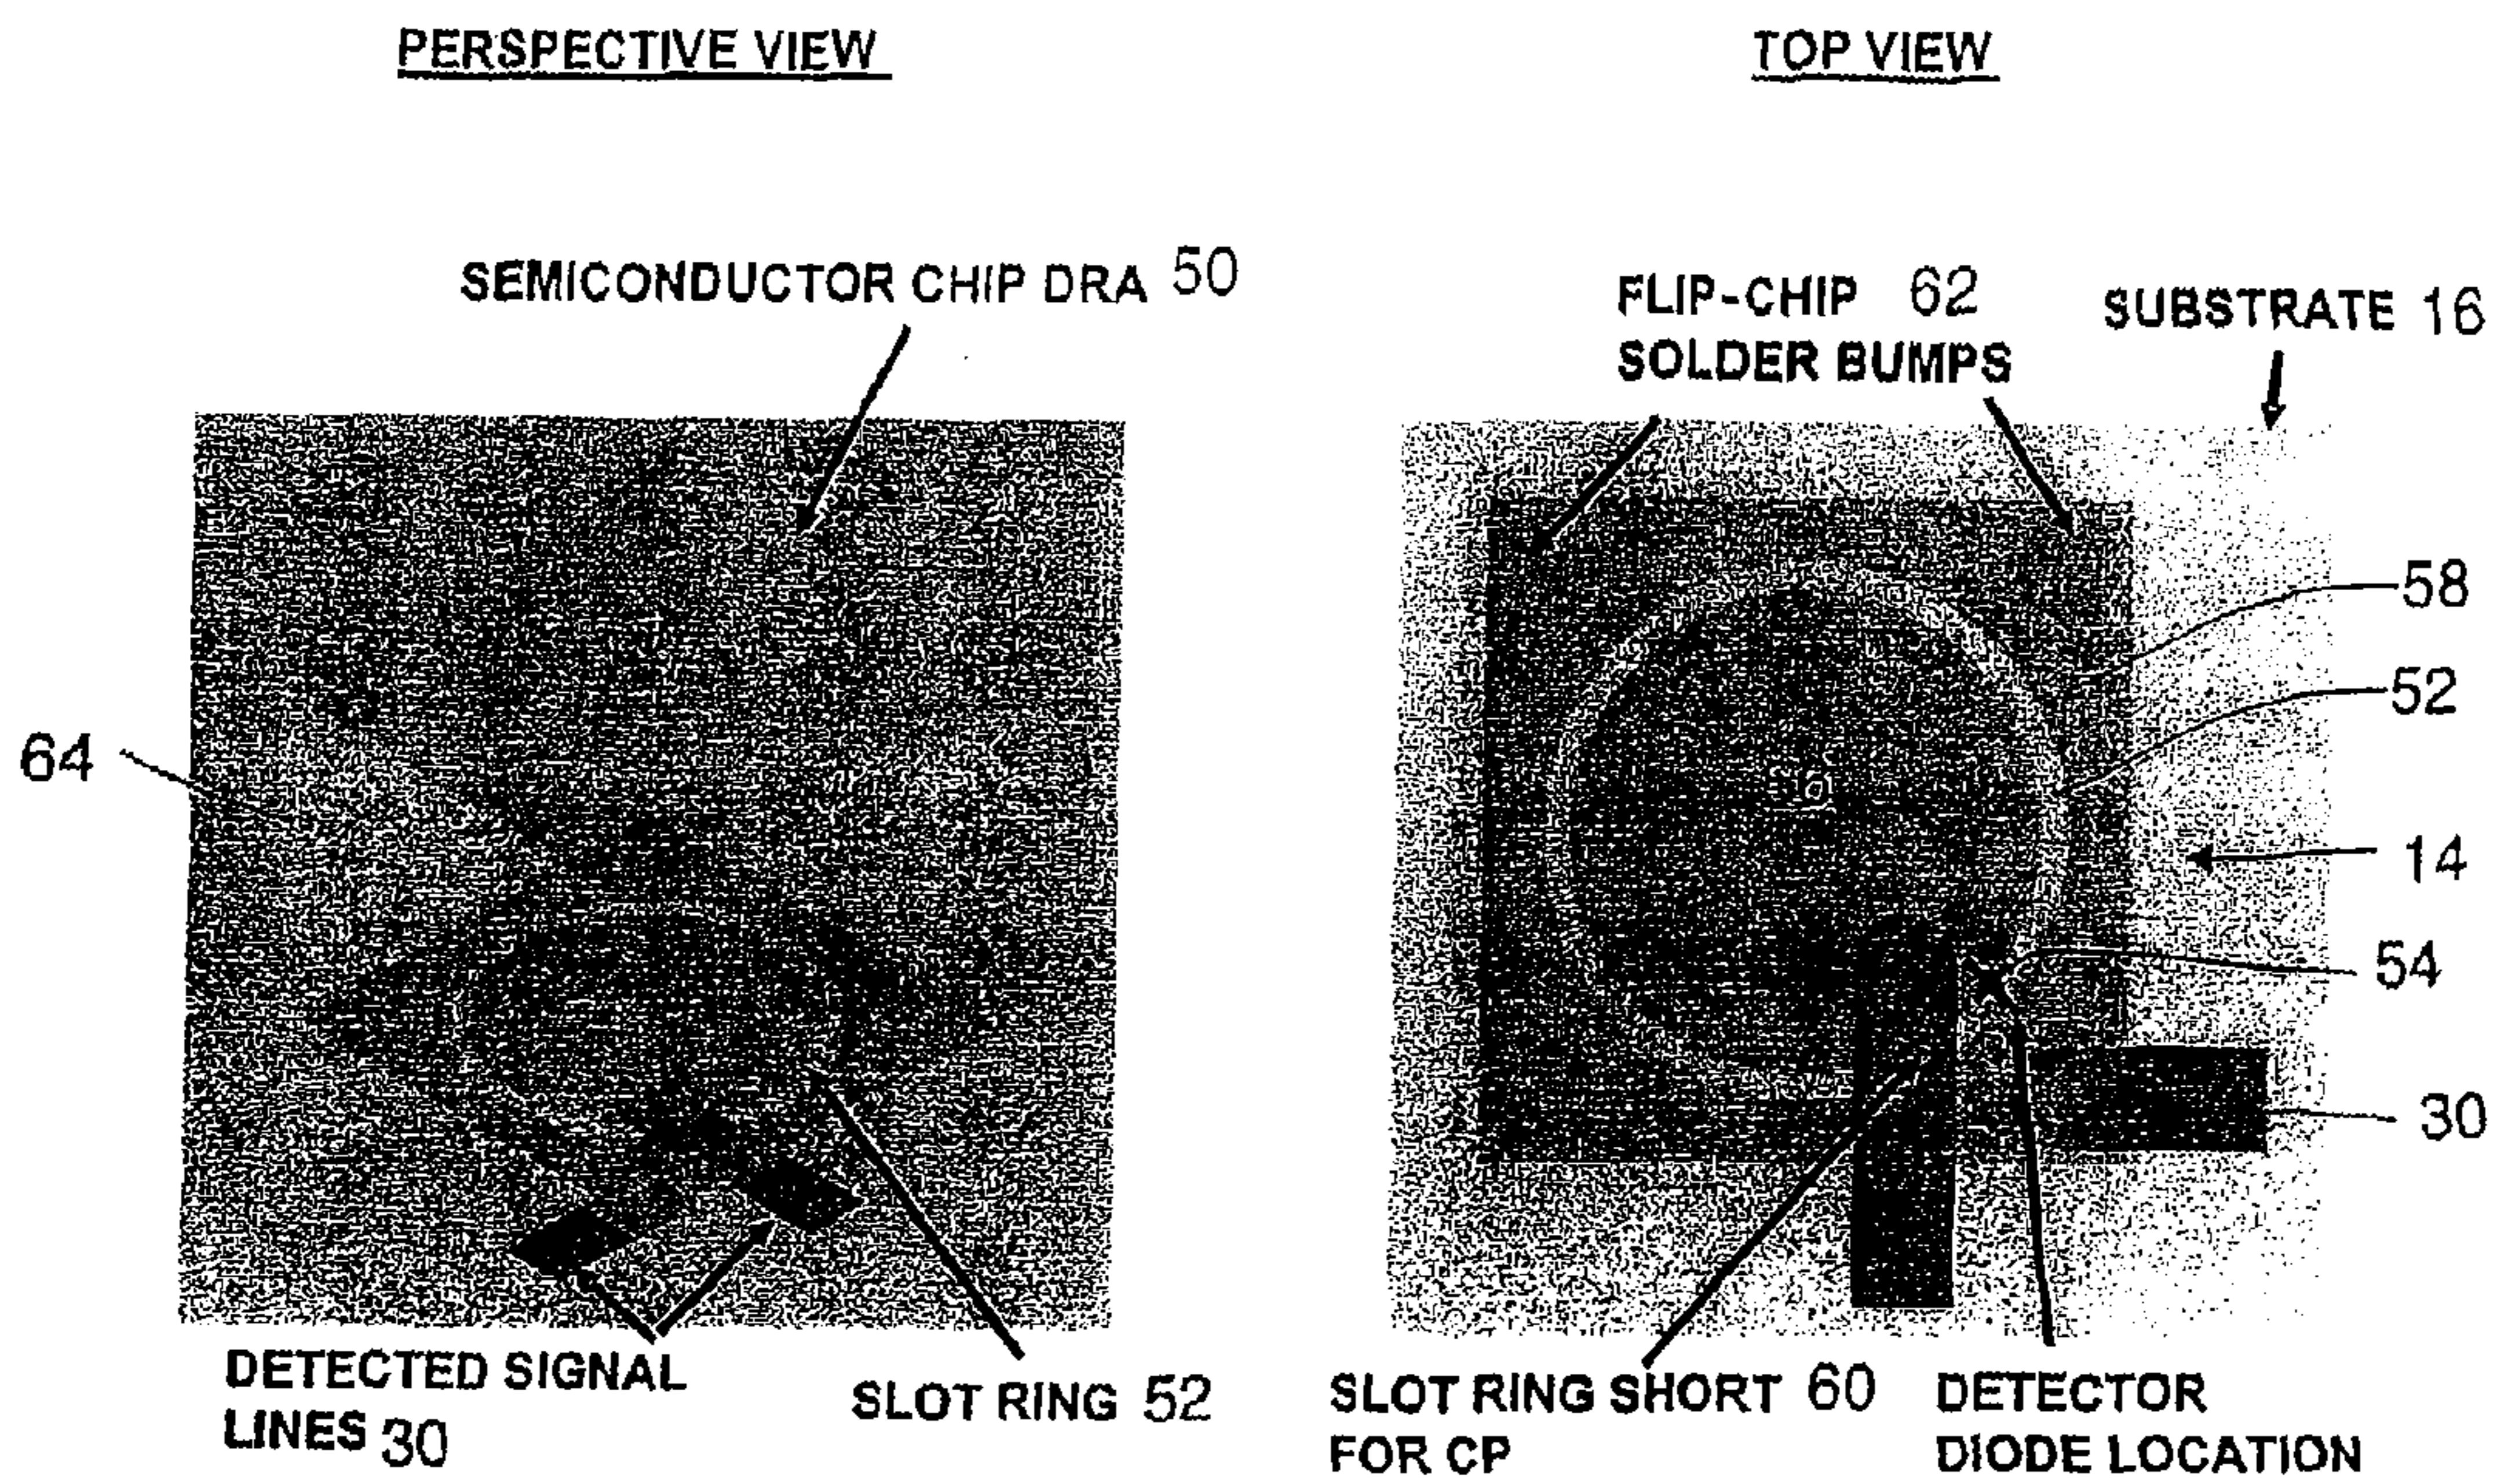 PERSPECTIVE VIEW
TOP VIEW
SEMICONDUCTOR CHIP DRA 50
FLIP-CHIP 62
SOLDER BUMPS
SUBSTRATE 16
58
52
64
14
54
30
DETECTED SIGNAL
LINES 30
SLOT RING 52
SLOT RING SHORT 60
FOR CP
DETECTOR
DIODE LOCATION